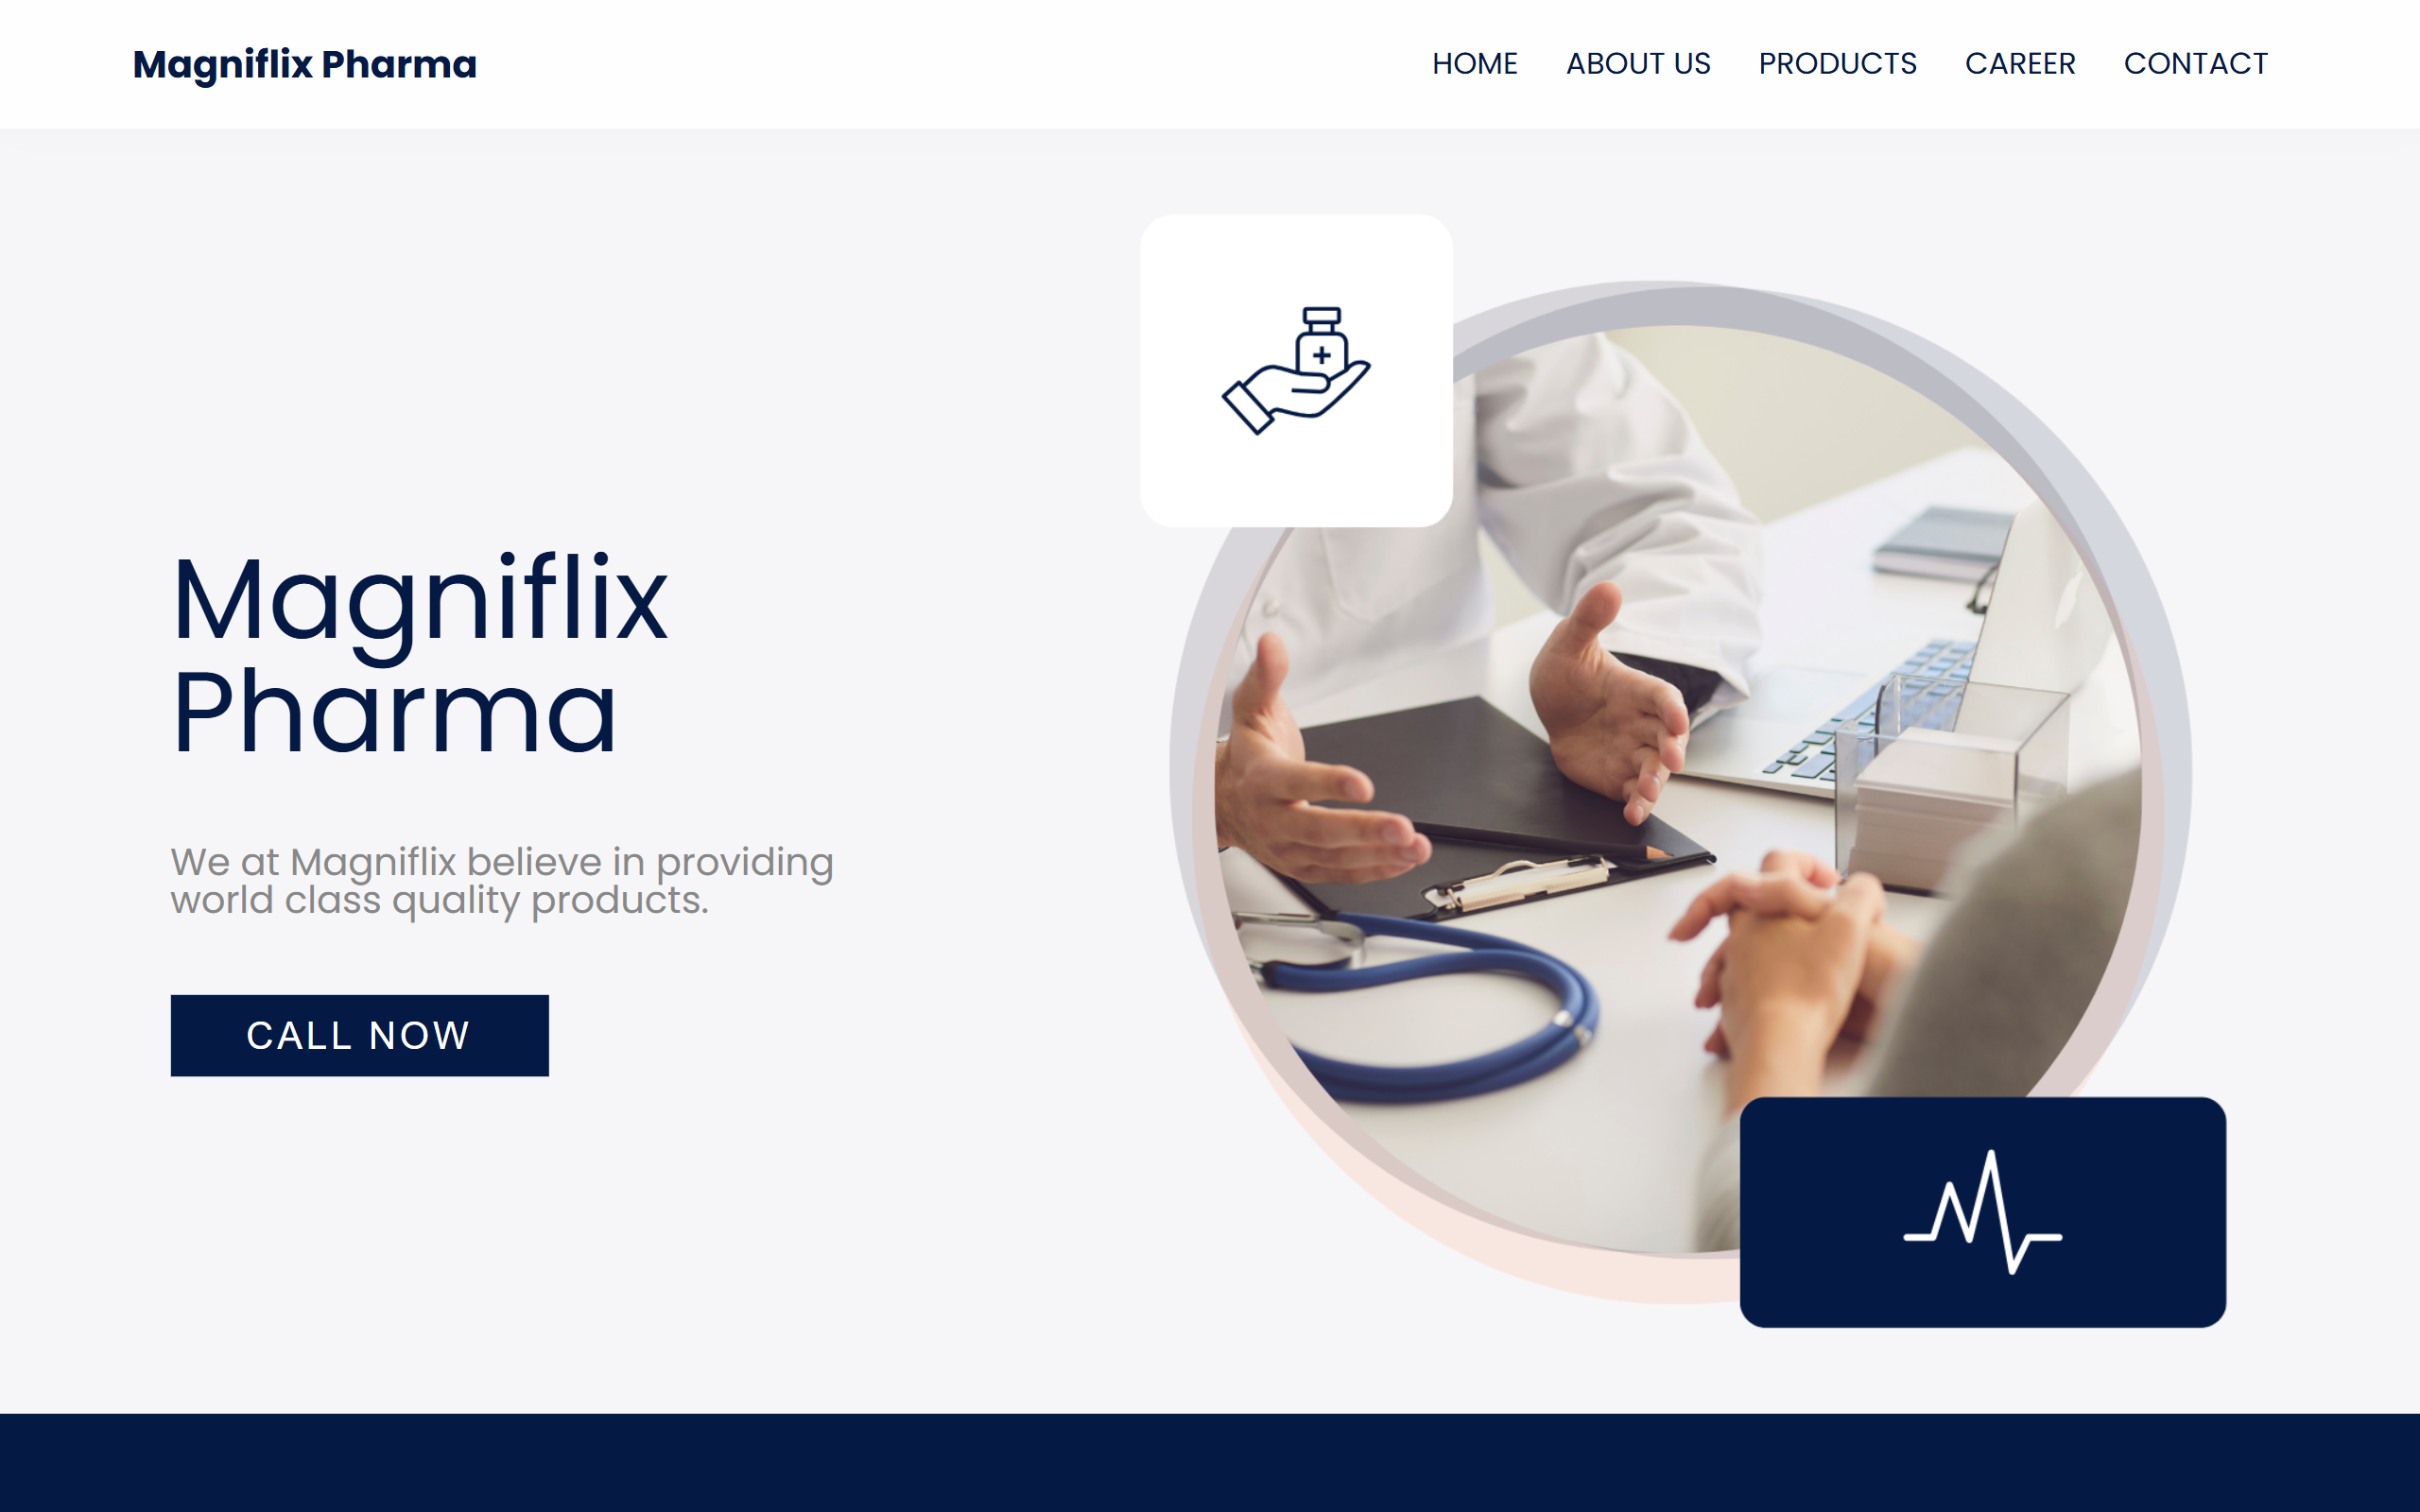 Magniflix Pharma
HOME ABOUT US PRODUCTS CAREER CONTACT
Magniflix
Pharma
We at Magniflix believe in providing
world class quality products.
CALL NOW